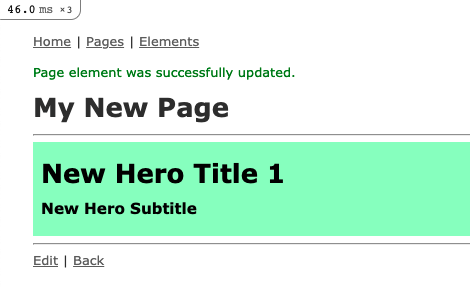 46.0 ms ×3
Home | Pages | Elements
Page element was successfully updated.
My New Page
New Hero Title 1
New Hero Subtitle
Edit | Back